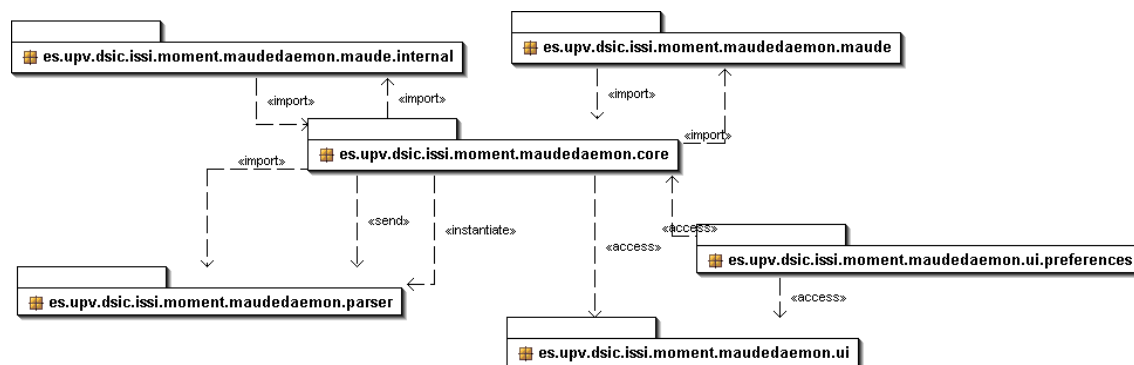 es.upv.dsic.issi.moment.maudedaemon.maude.internal
es.upv.dsic.issi.moment.maudedaemon.maude
«import»
«import»
«import»
«import»
es.upv.dsic.issi.moment.maudedaemon.core
«import»
«send»
«instantiate»
«access»
«access»
es.upv.dsic.issi.moment.maudedaemon.ui.preferences
es.upv.dsic.issi.moment.maudedaemon.parser
«access»
es.upv.dsic.issi.moment.maudedaemon.ui